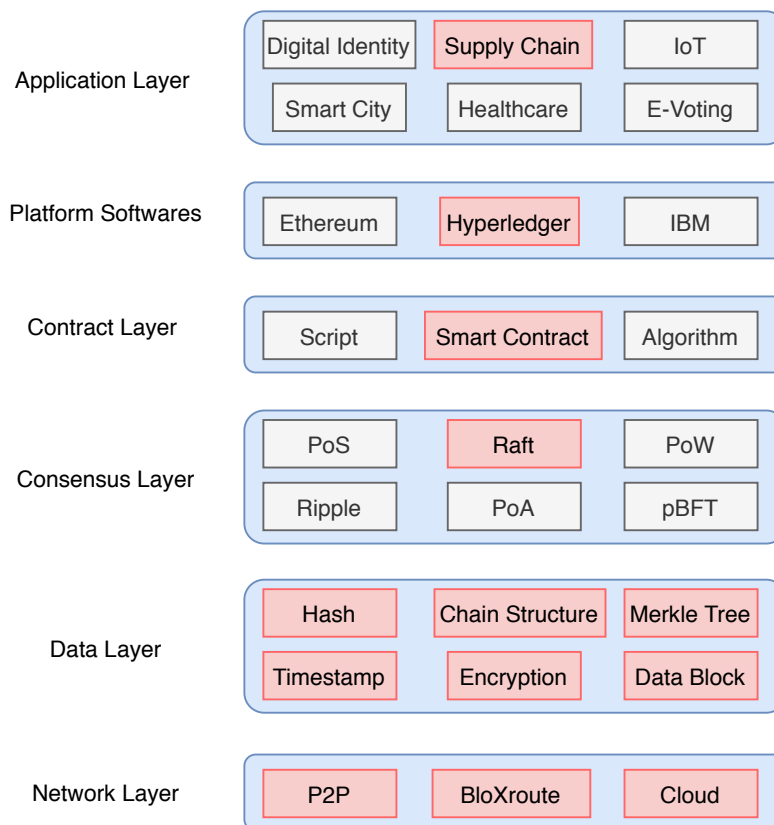 Application Layer
Digital Identity
Supply Chain
IoT
Smart City
Healthcare
E-Voting
Platform Softwares
Ethereum
Hyperledger
IBM
Contract Layer
Script
Smart Contract
Algorithm
Consensus Layer
PoS
Raft
PoW
Ripple
PoA
pBFT
Data Layer
Hash
Chain Structure
Merkle Tree
Timestamp
Encryption
Data Block
Network Layer
P2P
BloXroute
Cloud